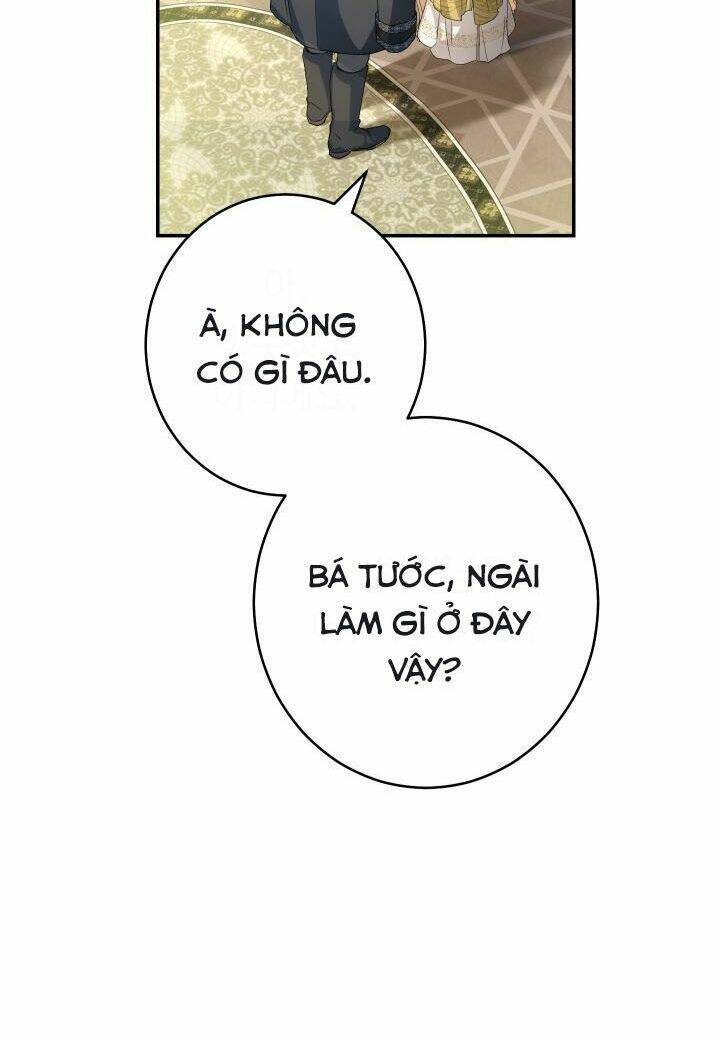 À, KHÔNG
CÓ GÌ ĐÂU.
BÁ TƯỚC, NGÀI
LÀM GÌ Ở ĐÂY
VẬY?